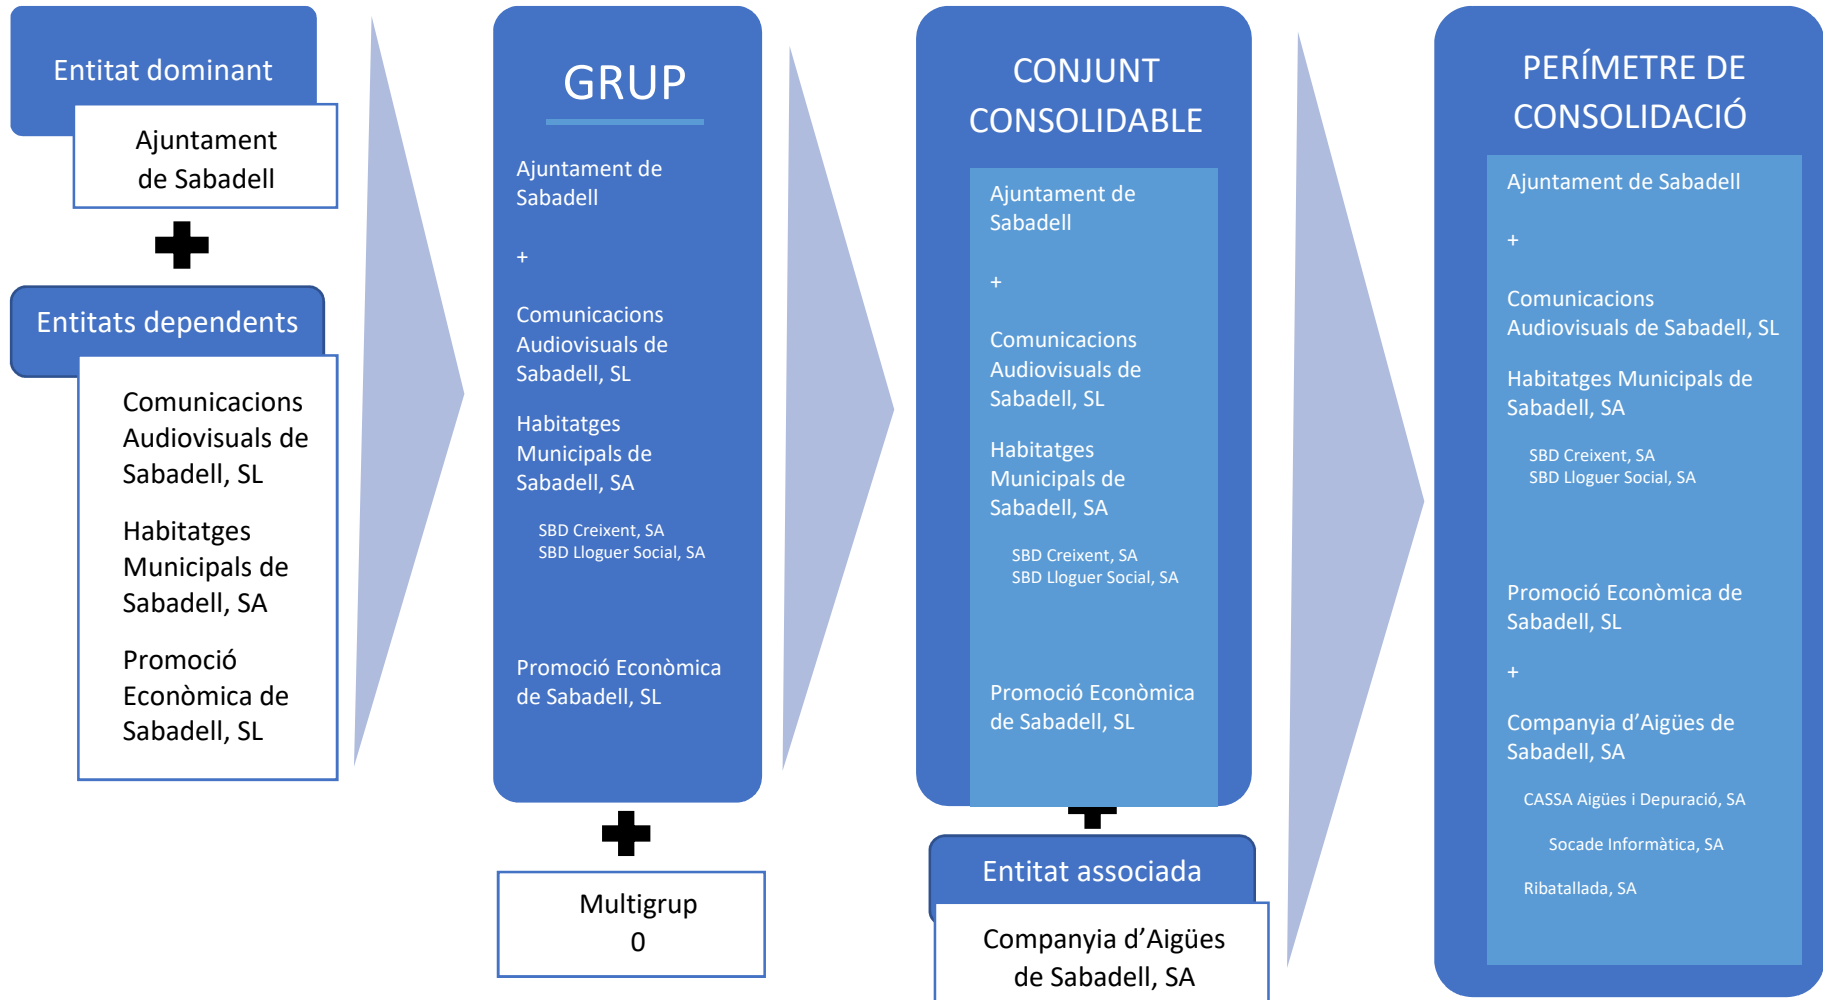 Entitat dominant
Ajuntament
de Sabadell
Entitats dependents
Comunicacions
Audiovisuals de
Sabadell, SL
Habitatges
Municipals de
Sabadell, SA
Promoció
Econòmica de
Sabadell, SL
GRUP
Ajuntament de
Sabadell
+
Comunicacions
Audiovisuals de
Sabadell, SL
Habitatges
Municipals de
Sabadell, SA
SBD Creixent, SA
SBD Lloguer Social, SA
Promoció Econòmica
de Sabadell, SL
Multigrup
0
CONJUNT
CONSOLIDABLE
Ajuntament de
Sabadell
+
Comunicacions
Audiovisuals de
Sabadell, SL
Habitatges
Municipals de
Sabadell, SA
SBD Creixent, SA
SBD Lloguer Social, SA
Promoció Econòmica
de Sabadell, SL
Entitat associada
Companyia d’Aigües
de Sabadell, SA
PERÍMETRE DE
CONSOLIDACIÓ
Ajuntament de Sabadell
+
Comunicacions
Audiovisuals de Sabadell, SL
Habitatges Municipals de
Sabadell, SA
SBD Creixent, SA
SBD Lloguer Social, SA
Promoció Econòmica de
Sabadell, SL
+
Companyia d’Aigües de
Sabadell, SA
CASSA Aigües i Depuració, SA
Socade Informàtica, SA
Ribatallada, SA